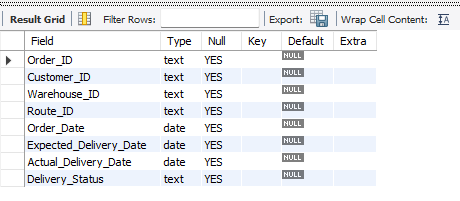 Result Grid Filter Rows: Export: Wrap Cell Content: IA
Field Type Null Key Default Extra
Order_ID text YES NULL
Customer_ID text YES NULL
Warehouse_ID text YES NULL
Route_ID text YES NULL
Order_Date date YES NULL
Expected_Delivery_Date date YES NULL
Actual_Delivery_Date date YES NULL
Delivery_Status text YES NULL